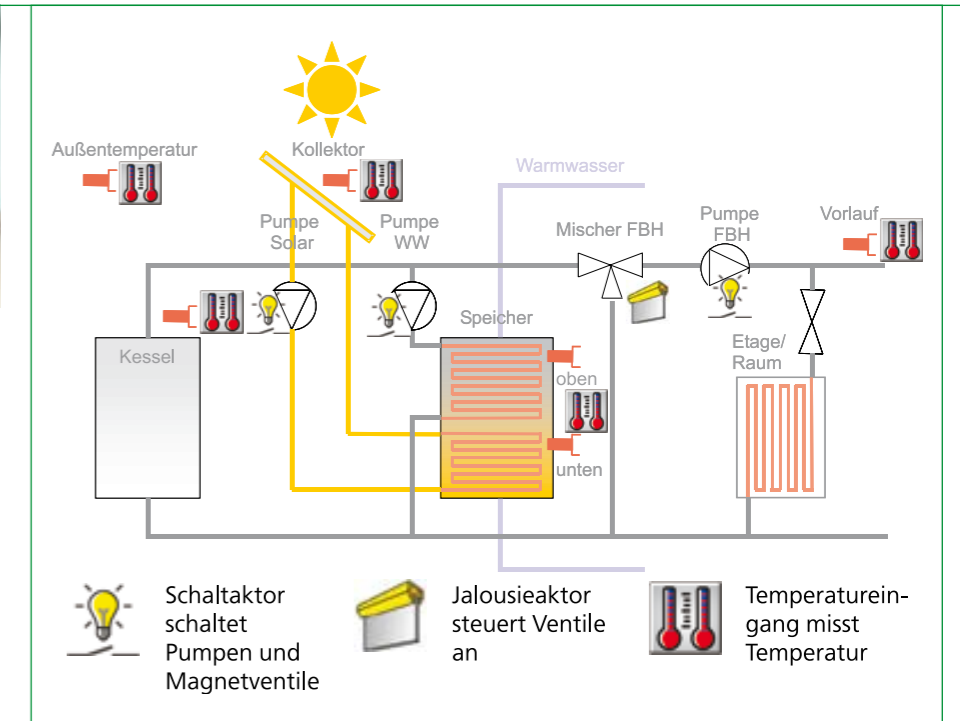 Außentemperatur
Kollektor
Warmwasser
Pumpe
Solar
Pumpe
WW
Mischer FBH
Pumpe
FBH
Vorlauf
Kessel
Speicher
oben
unten
Etage/
Raum
Schaltaktor
schaltet
Pumpen und
Magnetventile
Jalousieaktor
steuert Ventile
an
Temperaturein-
gang misst
Temperatur